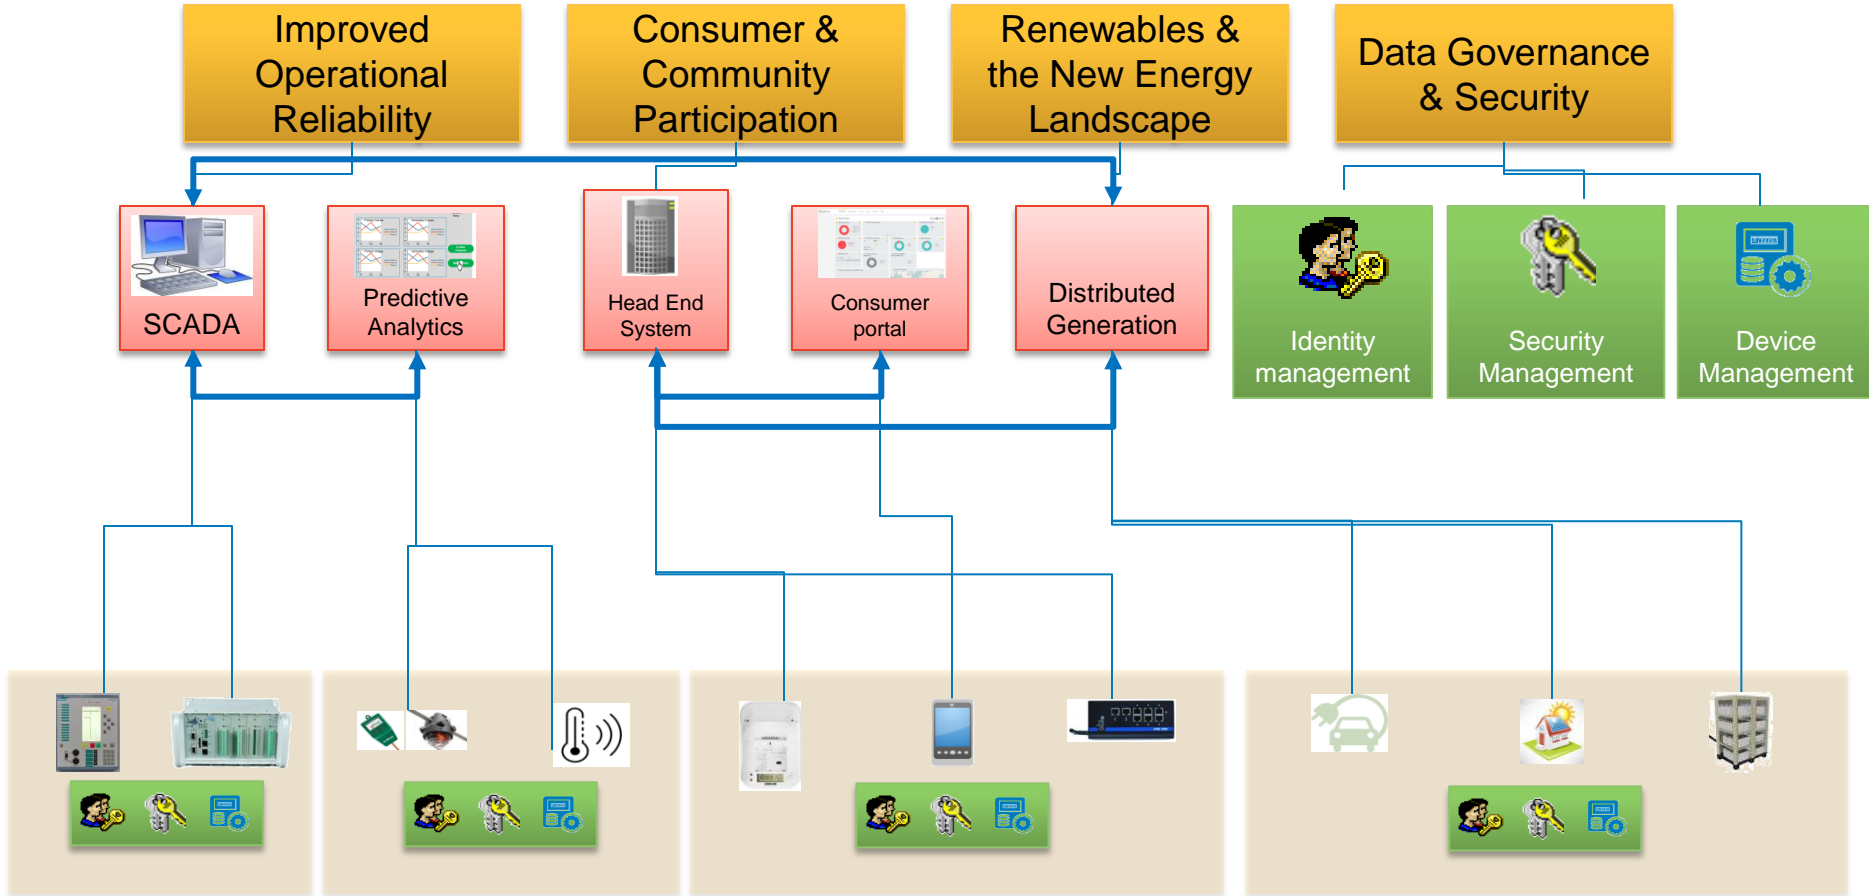 Improved
Operational
Reliability
Consumer &
Community
Participation
Renewables &
the New Energy
Landscape
Data Governance
& Security
SCADA
Predictive
Analytics
Head End
System
Consumer
portal
Distributed
Generation
Identity
management
Security
Management
Device
Management